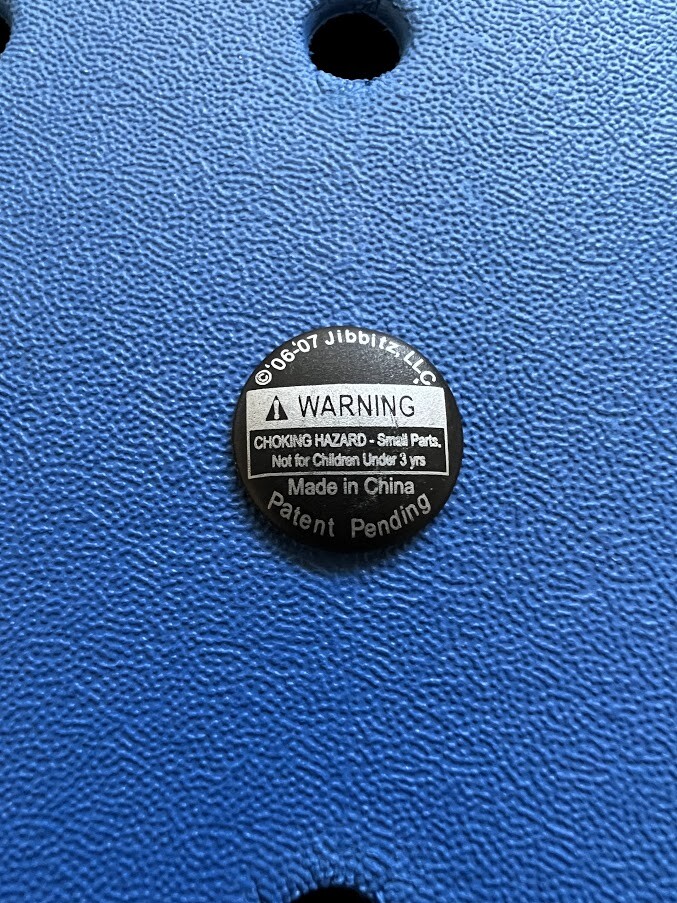 ©'06-'07 Jibbitz, LLC.
WARNING
CHOKING HAZARD - Small Parts.
Not for Children Under 3 yrs
Made in China
Patent Pending